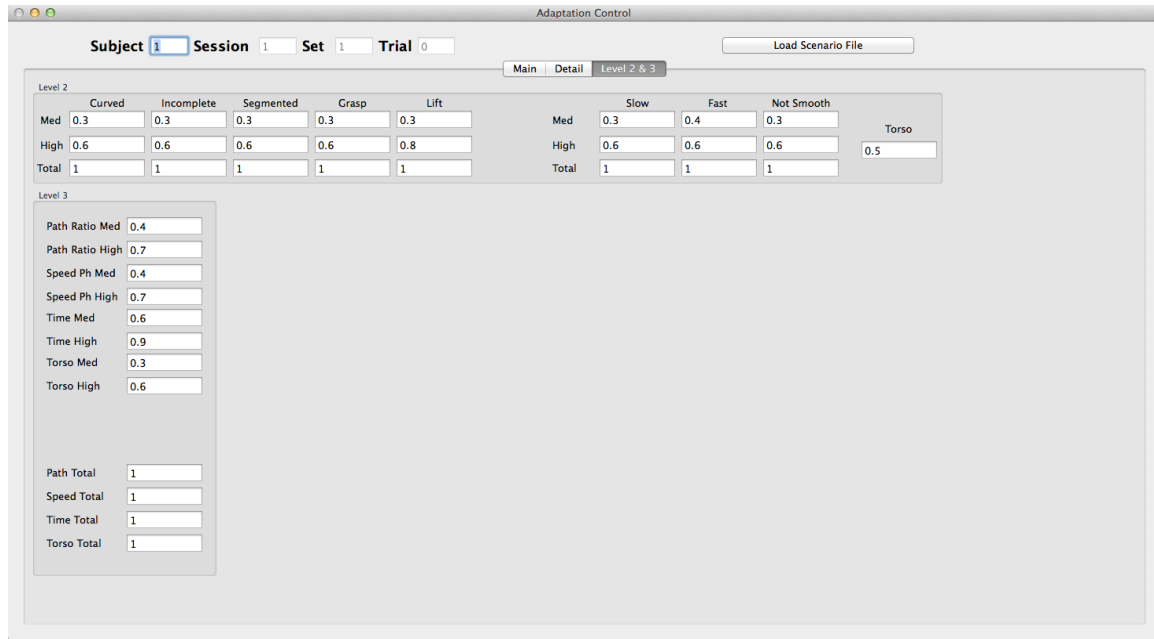 Adaptation Control
Subject 1 Session 1 Set 1 Trial 0 Load Scenario File
Main Detail Level 2 & 3
Level 2
Curved Incomplete Segmented Grasp Lift Slow Fast Not Smooth
Med 0.3 0.3 0.3 0.3 0.3 Med 0.3 0.4 0.3
Torso
High 0.6 0.6 0.6 0.6 0.8 High 0.6 0.6 0.6 0.5
Total 1 1 1 1 1 Total 1 1 1
Level 3
Path Ratio Med 0.4
Path Ratio High 0.7
Speed Ph Med 0.4
Speed Ph High 0.7
Time Med 0.6
Time High 0.9
Torso Med 0.3
Torso High 0.6
Path Total 1
Speed Total 1
Time Total 1
Torso Total 1